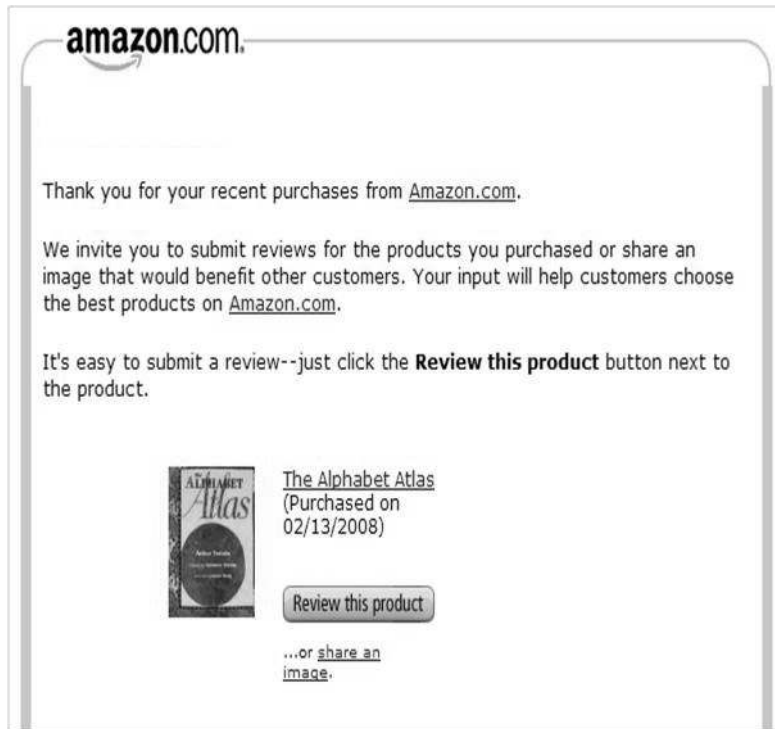 amazon.com.
Thank you for your recent purchases from Amazon.com.
We invite you to submit reviews for the products you purchased or share an
image that would benefit other customers. Your input will help customers choose
the best products on Amazon.com.
It's easy to submit a review--just click the Review this product button next to
the product.
ALPHABET
Atlas
The Alphabet Atlas
(Purchased on
02/13/2008)
Review this product
...or share an
image.